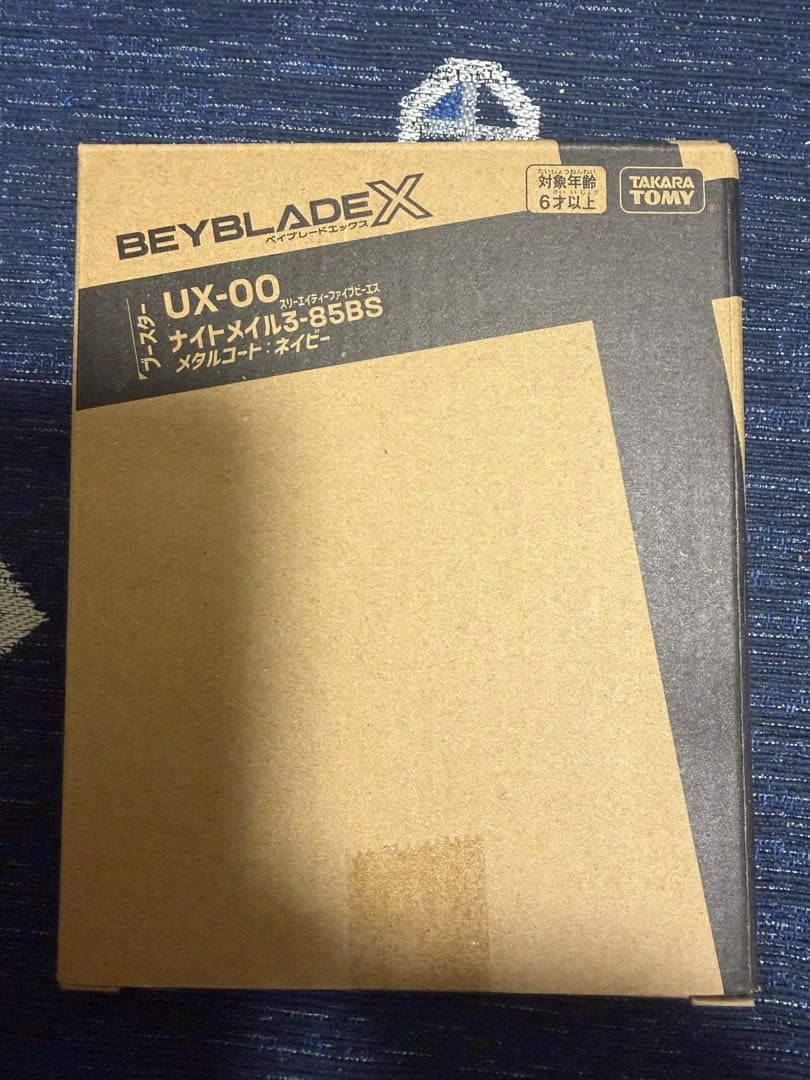 BEYBLADE X
ベイブレードエックス
たいしょうねんれい
対象年齢
さい いじょう
6才以上
TAKARA
TOMY
®
ブースター
UX-00
スリーエイティーファイブビーエス
ナイトメイル3-85BS
メタルコート:ネイビー